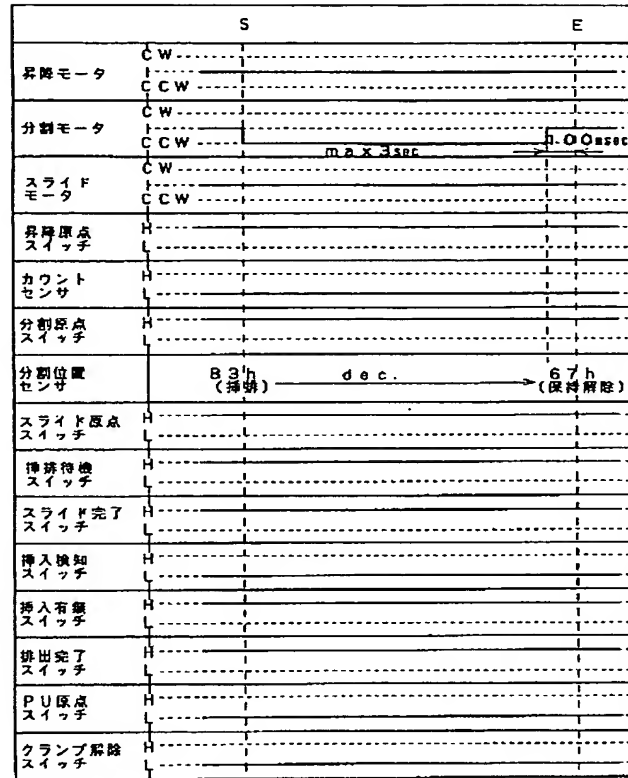 S E
CW
昇降モータ
CCW
CW
分割モータ
CCW max3sec 100msec
CW
スライド
モータ
CCW
昇降原点 H
スイッチ L
カウント H
センサ L
分割原点 H
スイッチ L
分割位置 83h dec. 67h
センサ (挿排) (保持解除)
スライド原点 H
スイッチ L
挿排待機 H
スイッチ L
スライド完了 H
スイッチ L
挿入検知 H
スイッチ L
挿入有無 H
スイッチ L
排出完了 H
スイッチ L
PU原点 H
スイッチ L
クランプ解除 H
スイッチ L